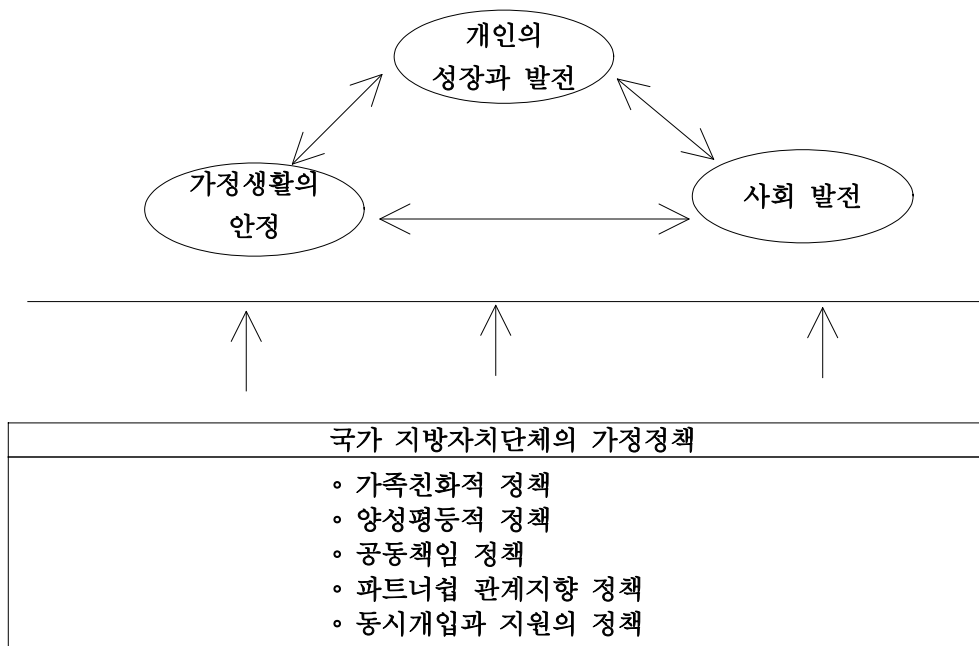 개인의
성장과 발전
가정생활의
안정
사회 발전
국가 지방자치단체의 가정정책
∘ 가족친화적 정책
∘ 양성평등적 정책
∘ 공동책임 정책
∘ 파트너쉽 관계지향 정책
∘ 동시개입과 지원의 정책